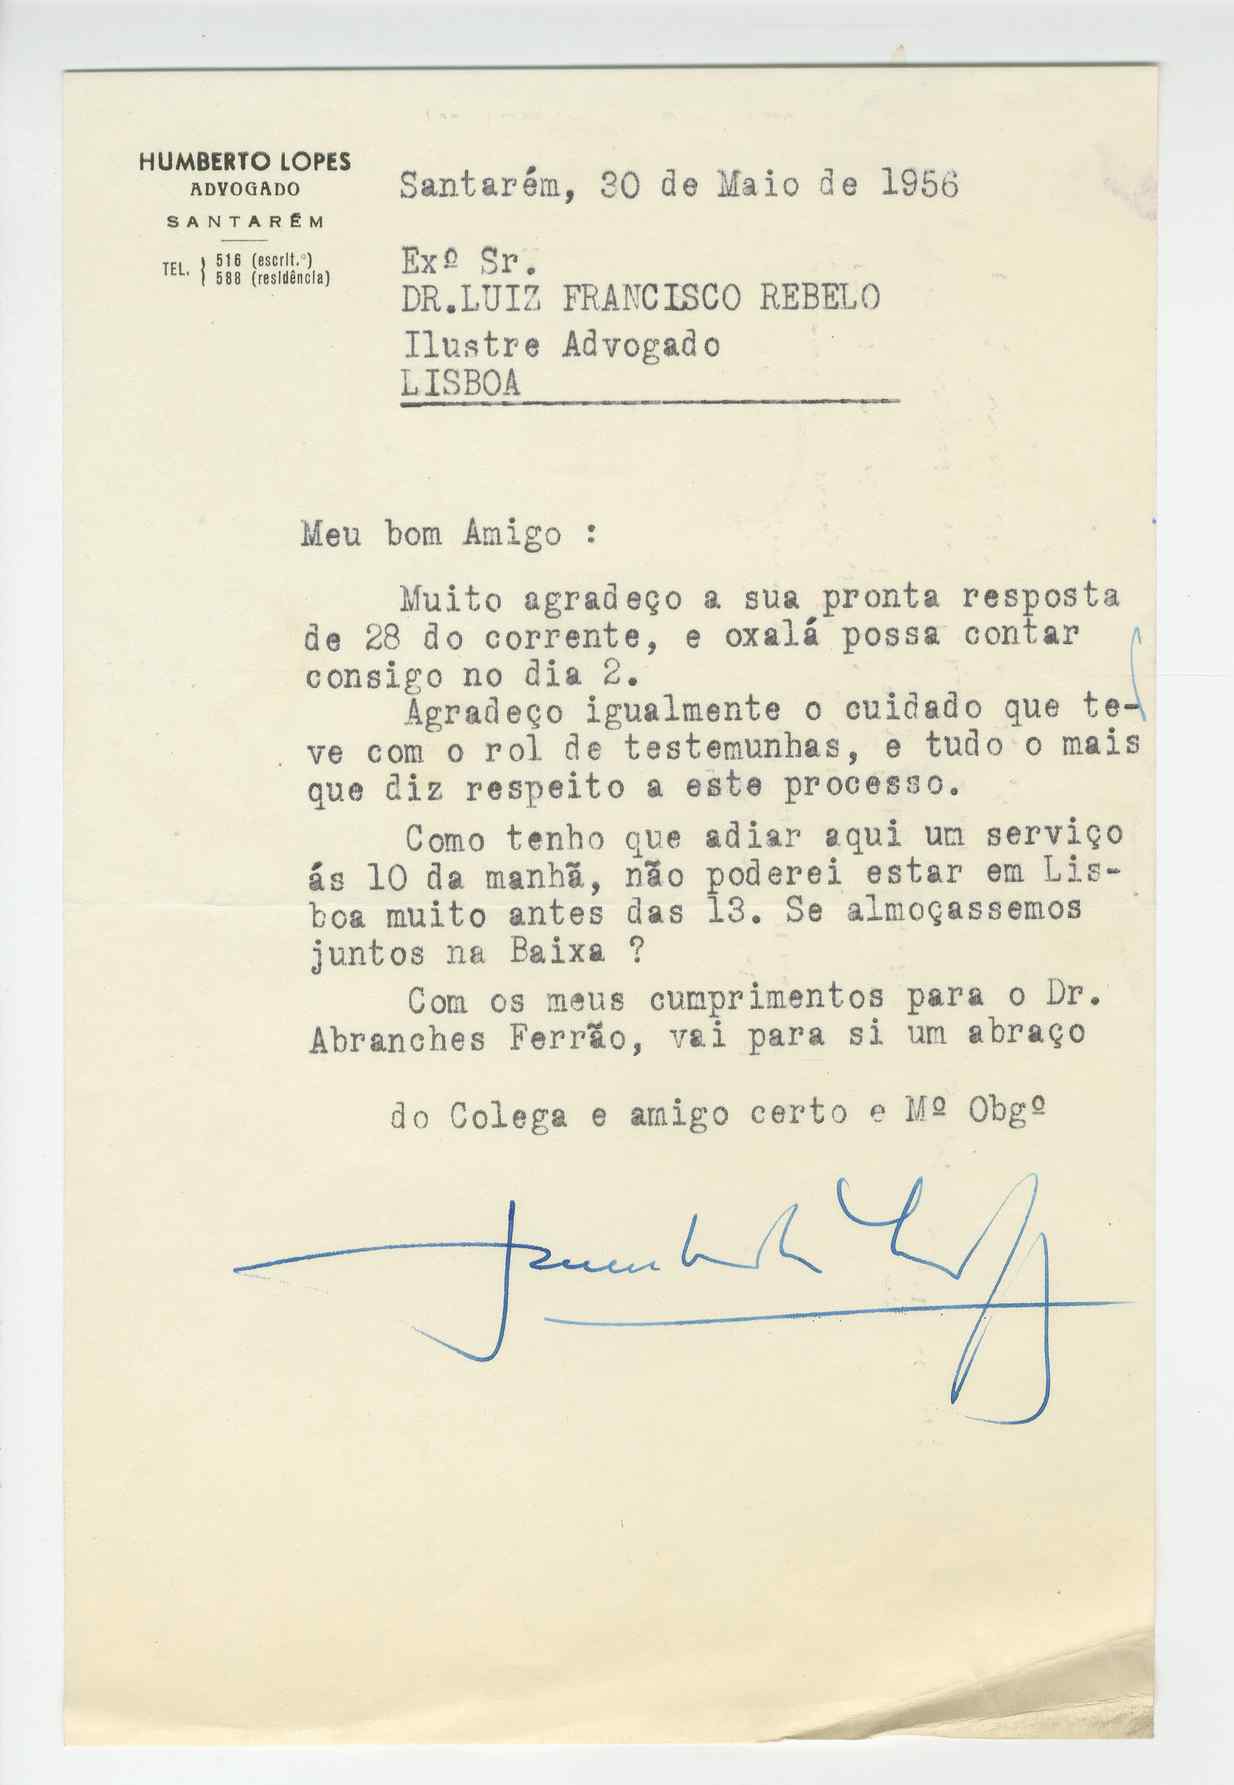 HUMBERTO LOPES
ADVOGADO
SANTARÉM
TEL. } 516 (escrit.º)
588 (residência)
Santarém, 30 de Maio de 1956
Exº Sr.
DR.LUIZ FRANCISCO REBELO
Ilustre Advogado
LISBOA
Meu bom Amigo :
Muito agradeço a sua pronta resposta
de 28 do corrente, e oxalá possa contar
consigo no dia 2.
Agradeço igualmente o cuidado que te-
ve com o rol de testemunhas, e tudo o mais
que diz respeito a este processo.
Como tenho que adiar aqui um serviço
ás 10 da manhã, não poderei estar em Lis-
boa muito antes das 13. Se almoçassemos
juntos na Baixa ?
Com os meus cumprimentos para o Dr.
Abranches Ferrão, vai para si um abraço
do Colega e amigo certo e Mº Obgº
Humberto Lopes